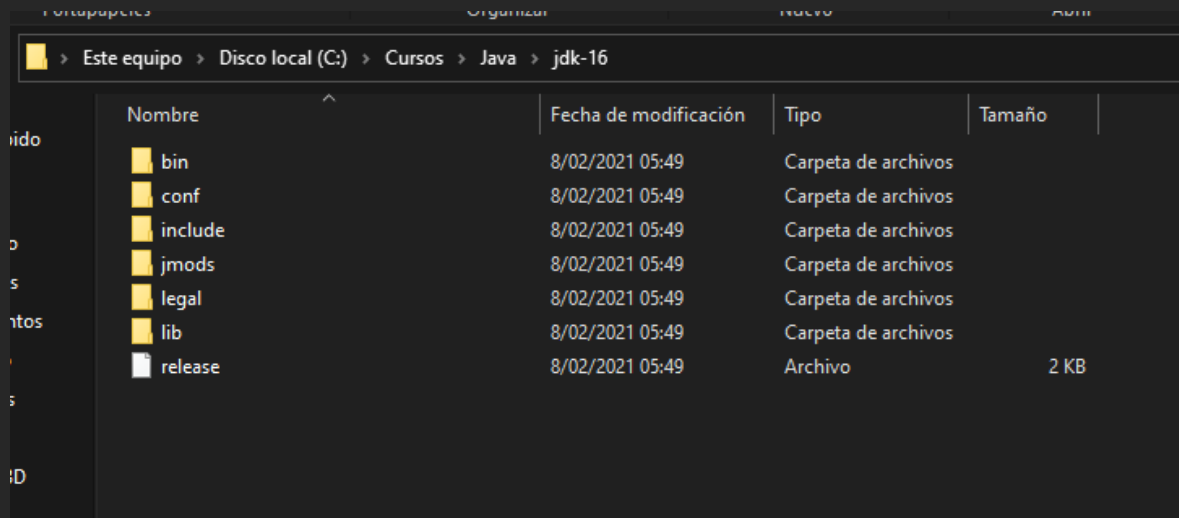 Portapapeles Organizar Nuevo Abrir
Este equipo > Disco local (C:) > Cursos > Java > jdk-16
Nombre Fecha de modificación Tipo Tamaño
bin 8/02/2021 05:49 Carpeta de archivos
conf 8/02/2021 05:49 Carpeta de archivos
include 8/02/2021 05:49 Carpeta de archivos
jmods 8/02/2021 05:49 Carpeta de archivos
legal 8/02/2021 05:49 Carpeta de archivos
lib 8/02/2021 05:49 Carpeta de archivos
release 8/02/2021 05:49 Archivo 2 KB